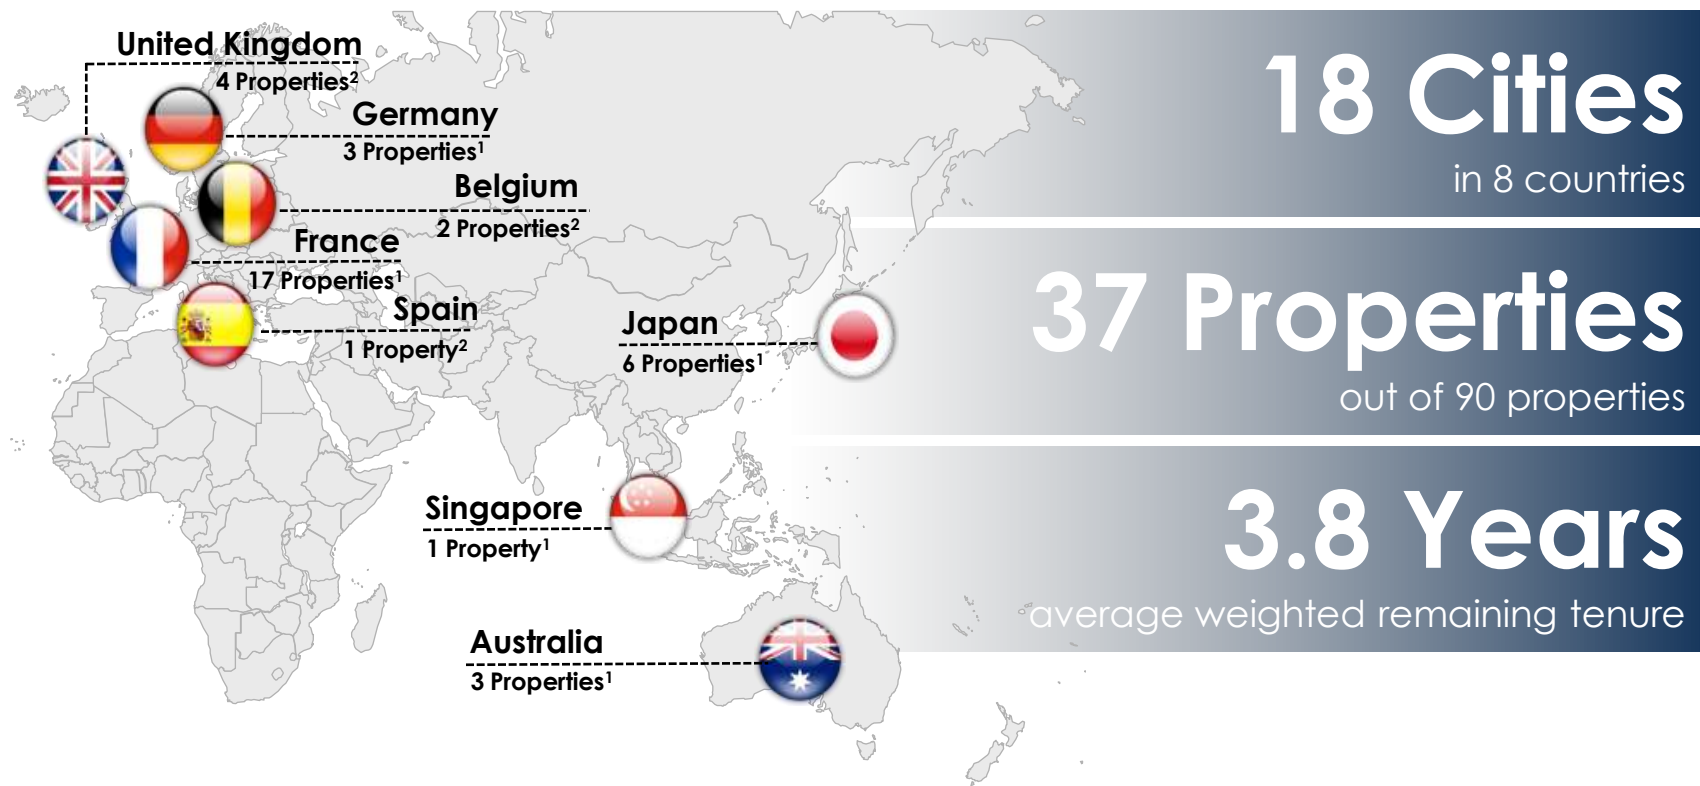 United Kingdom
4 Properties²
Germany
3 Properties¹
Belgium
2 Properties²
France
17 Properties¹
Spain
1 Property²
Japan
6 Properties¹
Singapore
1 Property¹
Australia
3 Properties¹
18 Cities
in 8 countries
37 Properties
out of 90 properties
3.8 Years
average weighted remaining tenure